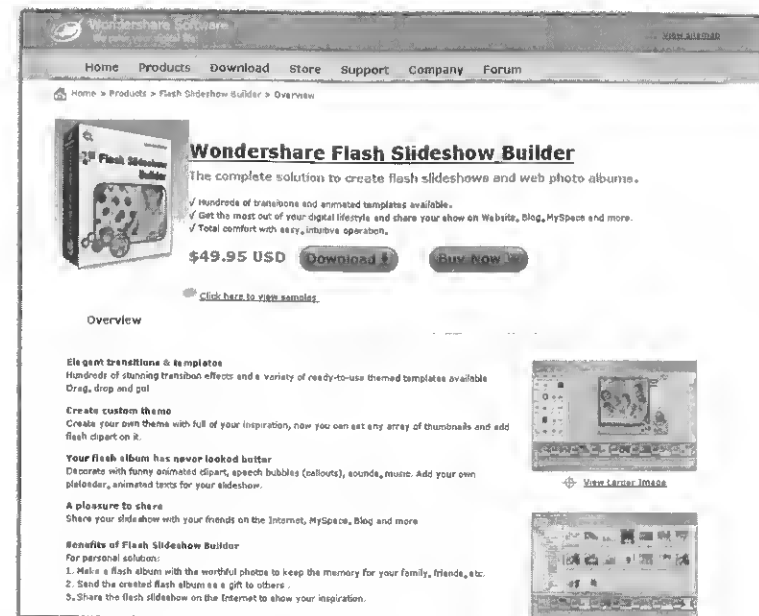 Wondershare Software
View sitemap
Home Products Download Store Support Company Forum
Home » Products » Flash Slideshow Builder » Overview
Flash Slideshow
Builder
Wondershare Flash Slideshow Builder
The complete solution to create flash slideshows and web photo albums.
√ Hundreds of transitions and animated templates available.
√ Get the most out of your digital lifestyle and share your show on Website, Blog, MySpace and more.
√ Total comfort with easy, intuitive operation.
$49.95 USD Download Buy Now
Click here to view samples
Overview
Elegant transitions & templates
Hundreds of stunning transition effects and a variety of ready-to-use themed templates available
Drag, drop and go!
Create custom theme
Create your own theme with full of your inspiration, now you can set any array of thumbnails and add
flash clipart on it.
Your flash album has never looked better
Decorate with funny animated clipart, speech bubbles (callouts), sounds, music. Add your own
preloader, animated texts for your slideshow.
View Larger Image
A pleasure to share
Share your slideshow with your friends on the Internet, MySpace, Blog and more
Benefits of Flash Slideshow Builder
For personal solution:
1. Make a flash album with the worthful photos to keep the memory for your family, friends, etc.
2. Send the created flash album as a gift to others .
3. Share the flash slideshow on the Internet to show your inspiration.